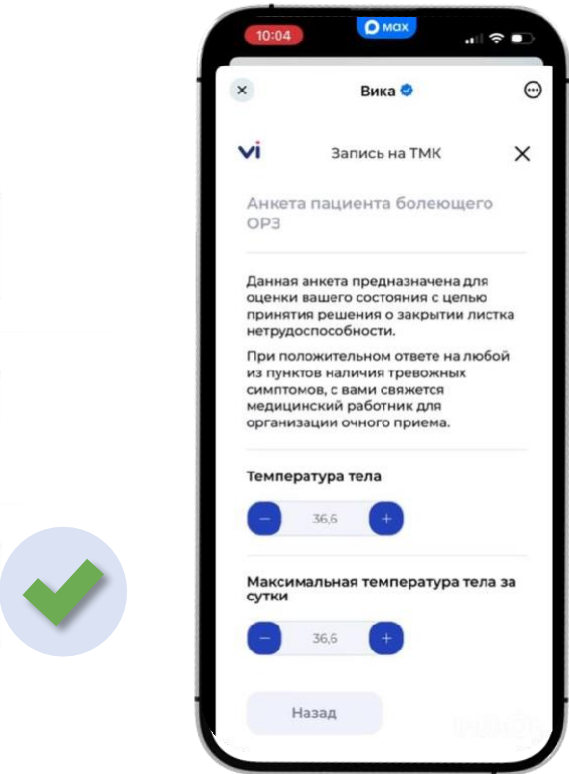 10:04
max
Вика
vi
Запись на ТМК
Анкета пациента болеющего
ОРЗ
Данная анкета предназначена для
оценки вашего состояния с целью
принятия решения о закрытии листка
нетрудоспособности.
При положительном ответе на любой
из пунктов наличия тревожных
симптомов, с вами свяжется
медицинский работник для
организации очного приема.
Температура тела
− 36,6 +
Максимальная температура тела за
сутки
− 36,6 +
Назад